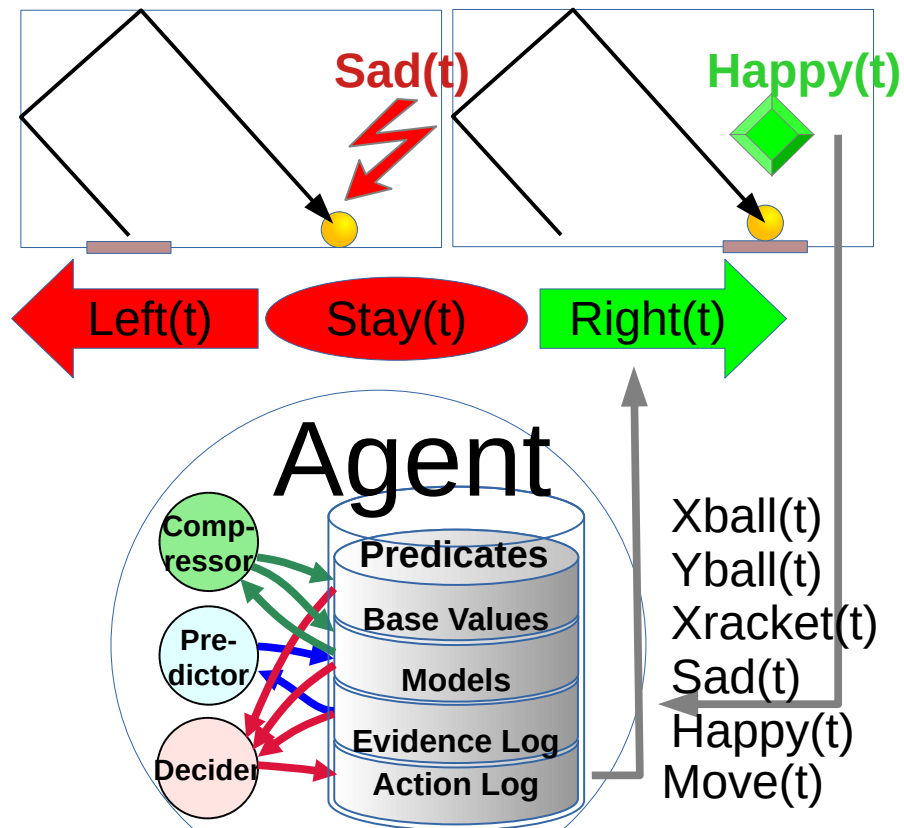 Sad(t)
Happy(t)
Left(t)
Stay(t)
Right(t)
Agent
Comp-
ressor
Pre-
dictor
Decider
Predicates
Base Values
Models
Evidence Log
Action Log
Xball(t)
Yball(t)
Xracket(t)
Sad(t)
Happy(t)
Move(t)